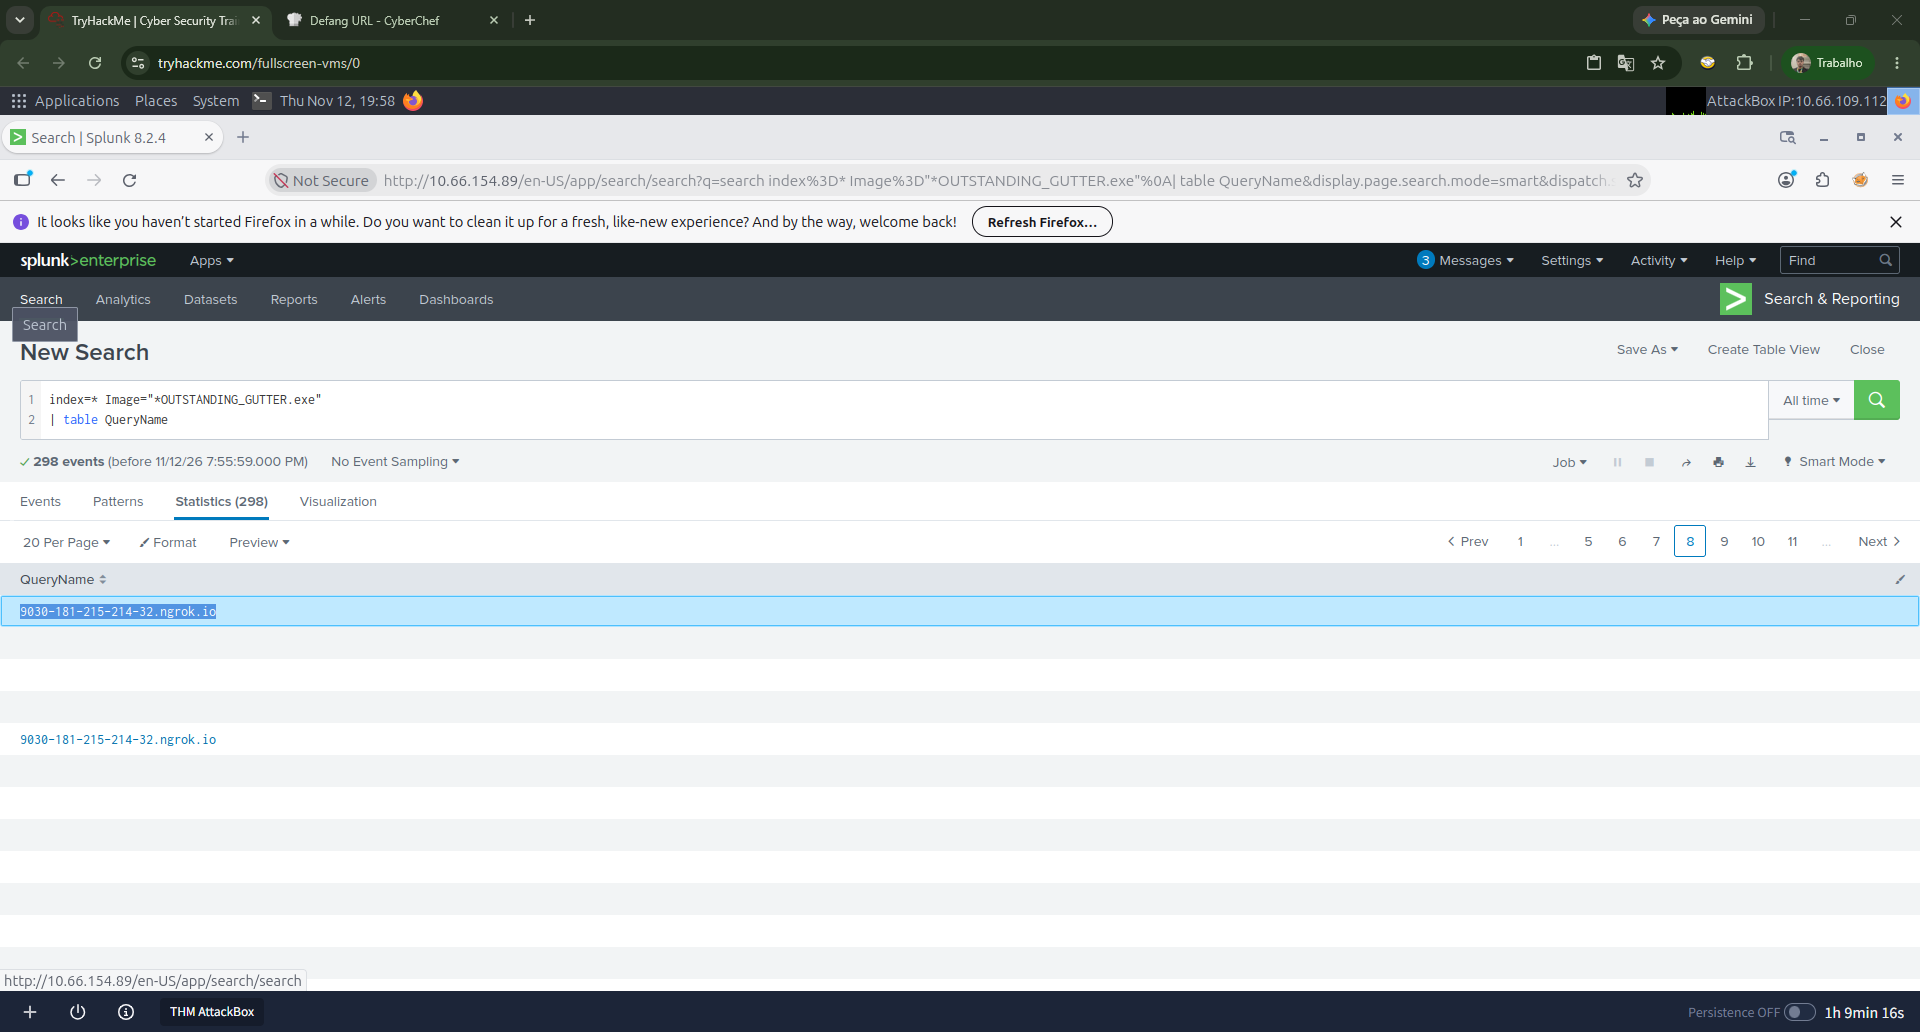 TryHackMe | Cyber Security Trai
Defang URL - CyberChef
Peça ao Gemini
tryhackme.com/fullscreen-vms/0
Trabalho
Applications Places System Thu Nov 12, 19:58
AttackBox IP:10.66.109.112
Search | Splunk 8.2.4
Not Secure http://10.66.154.89/en-US/app/search/search?q=search index%3D* Image%3D"*OUTSTANDING_GUTTER.exe"%0A| table QueryName&display.page.search.mode=smart&dispatch.s
It looks like you haven't started Firefox in a while. Do you want to clean it up for a fresh, like-new experience? And by the way, welcome back! Refresh Firefox...
splunk>enterprise Apps
3 Messages Settings Activity Help Find
Search Analytics Datasets Reports Alerts Dashboards
Search & Reporting
Search
New Search
Save As Create Table View Close
1 index=* Image="*OUTSTANDING_GUTTER.exe"
2 | table QueryName
All time
298 events (before 11/12/26 7:55:59.000 PM) No Event Sampling
Job Smart Mode
Events Patterns Statistics (298) Visualization
20 Per Page Format Preview
Prev 1 ... 5 6 7 8 9 10 11 ... Next
QueryName
9030-181-215-214-32.ngrok.io
9030-181-215-214-32.ngrok.io
http://10.66.154.89/en-US/app/search/search
THM AttackBox
Persistence OFF 1h 9min 16s